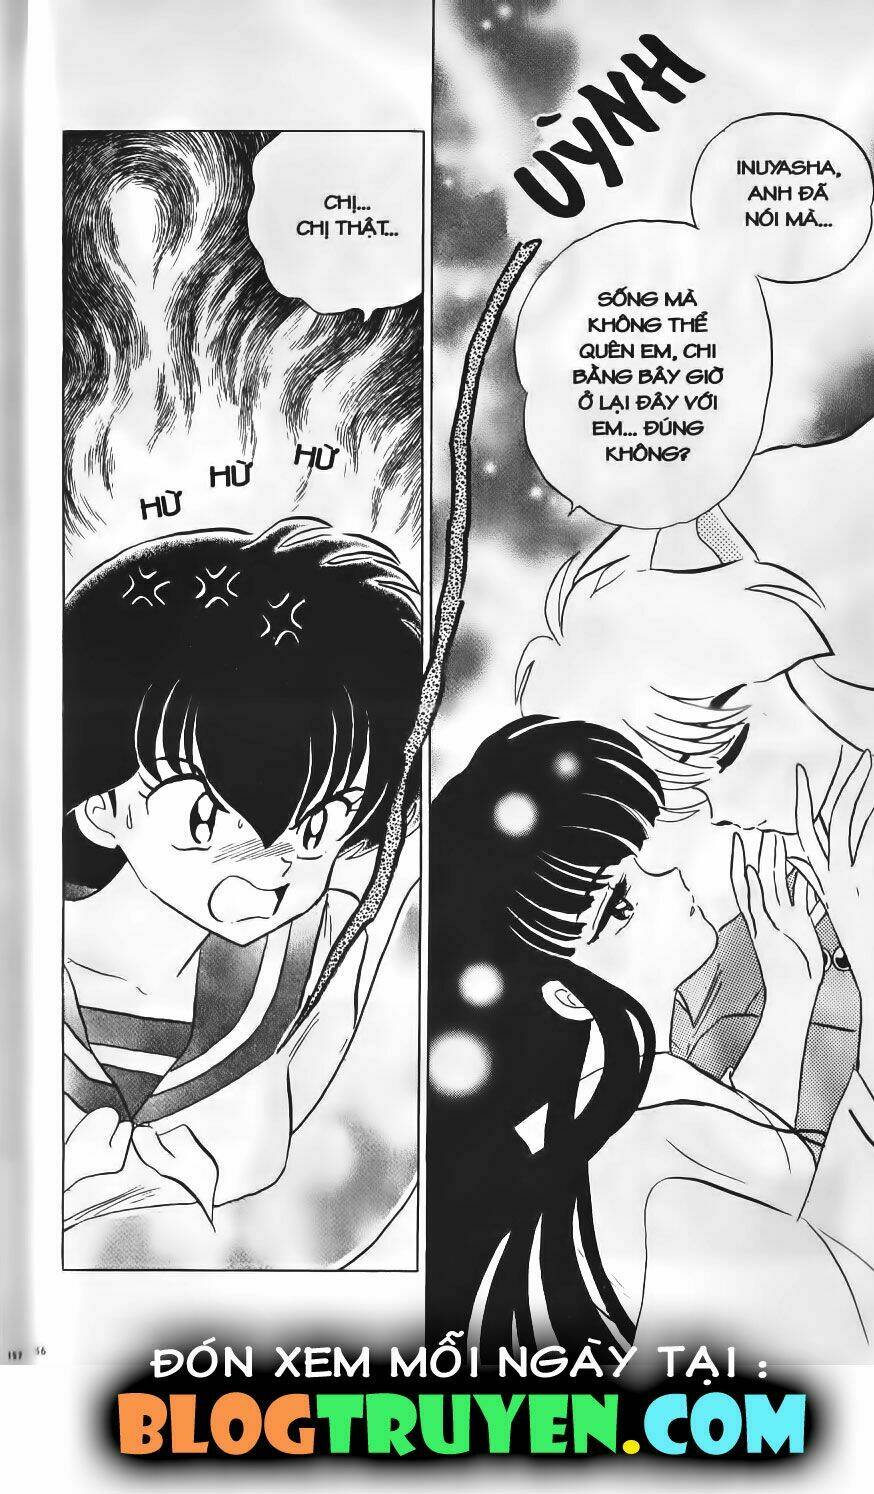 INUYASHA,
ANH ĐÃ
NÓI MÀ...
SỐNG MÀ
KHÔNG THỂ
QUÊN EM, CHI
BẰNG BÂY GIỜ
Ở LẠI ĐÂY VỚI
EM... ĐÚNG
KHÔNG?
UỲNH
CHỊ...
CHỊ THẬT...
HỪ
HỪ
HỪ
ĐÓN XEM MỖI NGÀY TẠI :
BLOGTRUYEN.COM